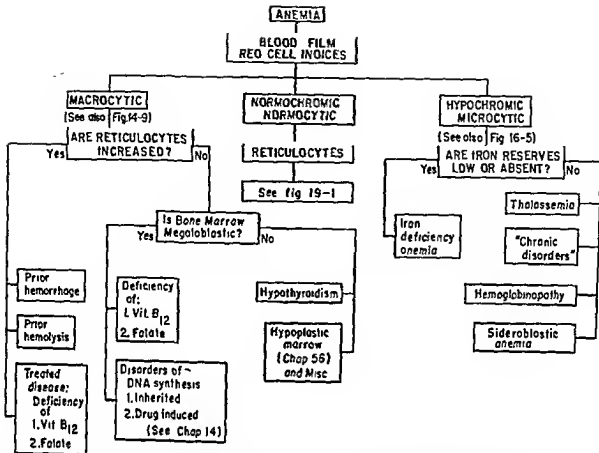 ANEMIA
BLOOD FILM
RED CELL INDICES
MACROCYTIC
(See also Fig. 14-9)
ARE RETICULOCYTES
INCREASED?
Yes
No
NORMOCHROMIC
NORMOCYTIC
RETICULOCYTES
See fig 19-1
HYPOCHROMIC
MICROCYTIC
(See also Fig 16-5)
ARE IRON RESERVES
LOW OR ABSENT?
Yes
No
Iron
deficiency
anemia
Thalassemia
"Chronic
disorders"
Hemoglobinopathy
Sideroblastic
anemia
Is Bone Marrow
Megaloblastic?
Yes
No
Prior
hemorrhage
Prior
hemolysis
Treated
disease:
Deficiency
of
1. Vit B12
2. Folate
Deficiency
of:
1. Vit. B12
2. Folate
Disorders of
DNA synthesis
1. Inherited
2. Drug induced
(See Chap 14)
Hypothyroidism
Hypoplastic
marrow
(Chap 56)
and Misc